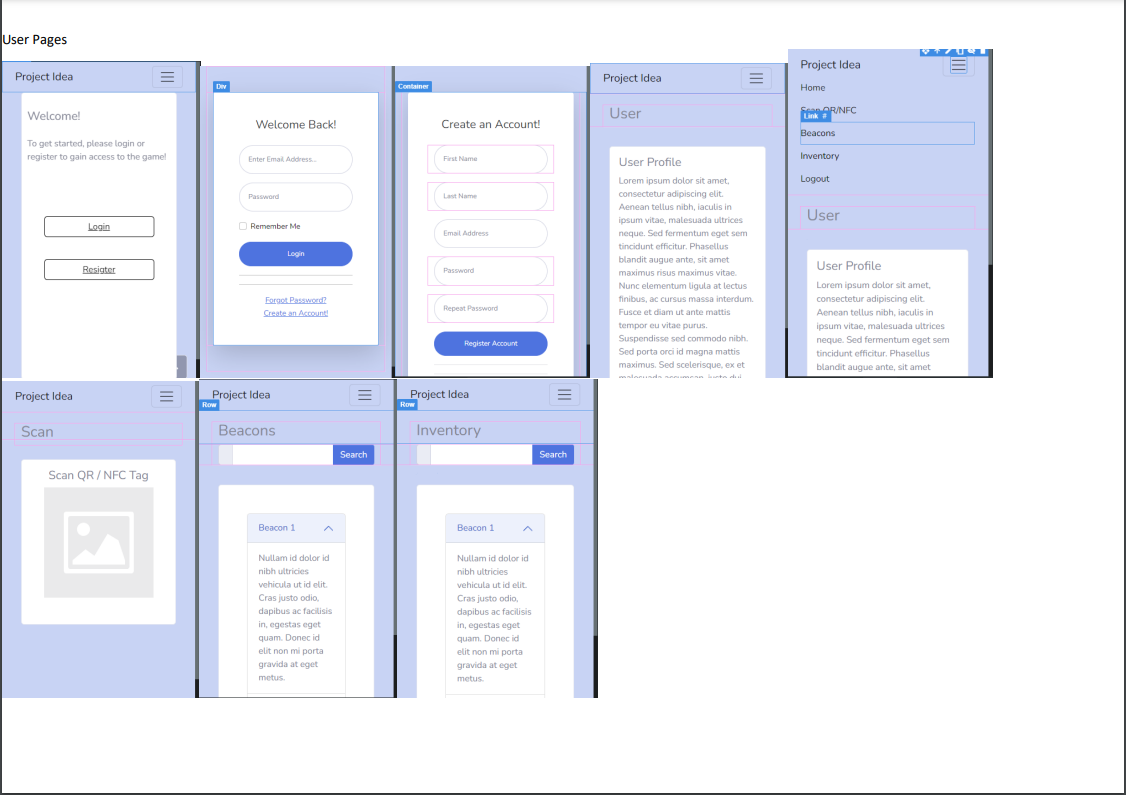 User Pages
Project Idea
Welcome!
To get started, please login or
register to gain access to the game!
Login
Resigter
Div
Welcome Back!
Enter Email Address...
Password
Remember Me
Login
Forgot Password?
Create an Account!
Container
Create an Account!
First Name
Last Name
Email Address
Password
Repeat Password
Register Account
Project Idea
User
User Profile
Lorem ipsum dolor sit amet,
consectetur adipiscing elit.
Aenean tellus nibh, iaculis in
ipsum vitae, malesuada ultrices
neque. Sed fermentum eget sem
tincidunt efficitur. Phasellus
blandit augue ante, sit amet
maximus risus maximus vitae.
Nunc elementum ligula at lectus
finibus, ac cursus massa interdum.
Fusce et diam ut ante mattis
tempor eu vitae purus.
Suspendisse sed commodo nibh.
Sed porta orci id magna mattis
maximus. Sed scelerisque, ex et
malesuada accumsan, justo dui
Project Idea
Home
Scan QR/NFC
Link #
Beacons
Inventory
Logout
User
User Profile
Lorem ipsum dolor sit amet,
consectetur adipiscing elit.
Aenean tellus nibh, iaculis in
ipsum vitae, malesuada ultrices
neque. Sed fermentum eget sem
tincidunt efficitur. Phasellus
blandit augue ante, sit amet
Project Idea
Scan
Scan QR / NFC Tag
Project Idea
Row
Beacons
Search
Beacon 1
Nullam id dolor id
nibh ultricies
vehicula ut id elit.
Cras justo odio,
dapibus ac facilisis
in, egestas eget
quam. Donec id
elit non mi porta
gravida at eget
metus.
Project Idea
Row
Inventory
Search
Beacon 1
Nullam id dolor id
nibh ultricies
vehicula ut id elit.
Cras justo odio,
dapibus ac facilisis
in, egestas eget
quam. Donec id
elit non mi porta
gravida at eget
metus.